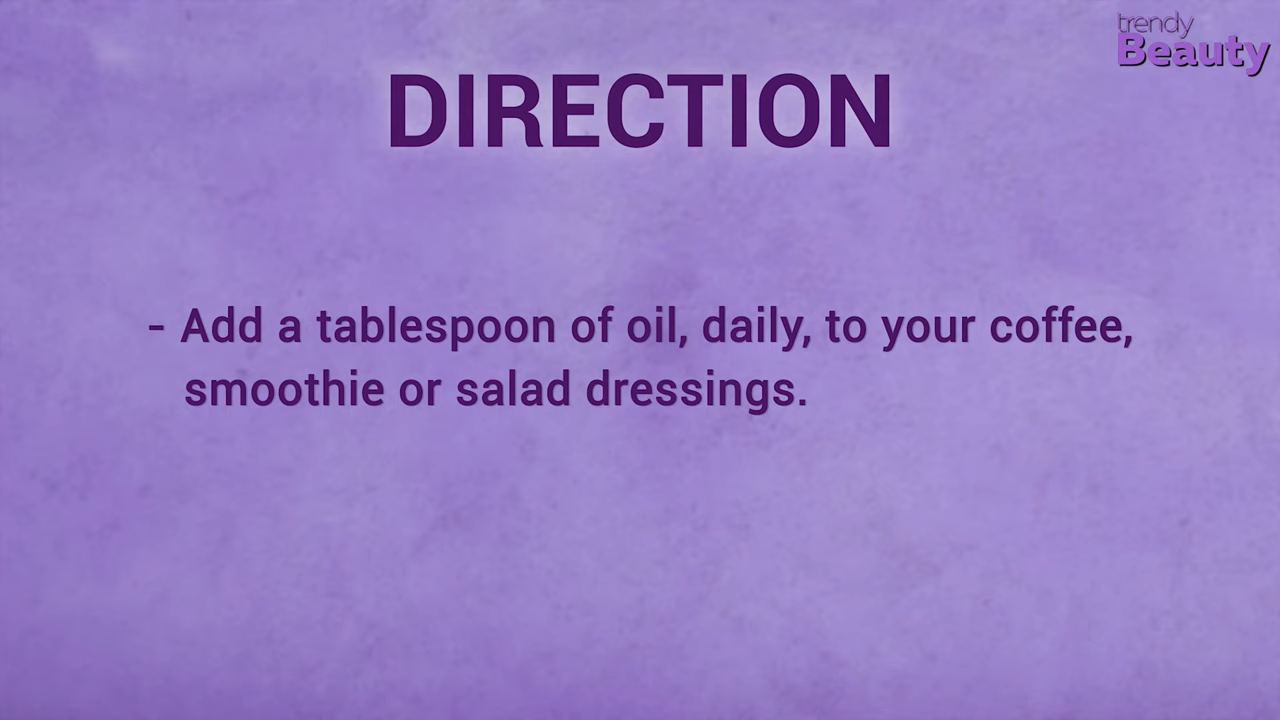 trendy
Beauty
DIRECTION
- Add a tablespoon of oil, daily, to your coffee,
smoothie or salad dressings.